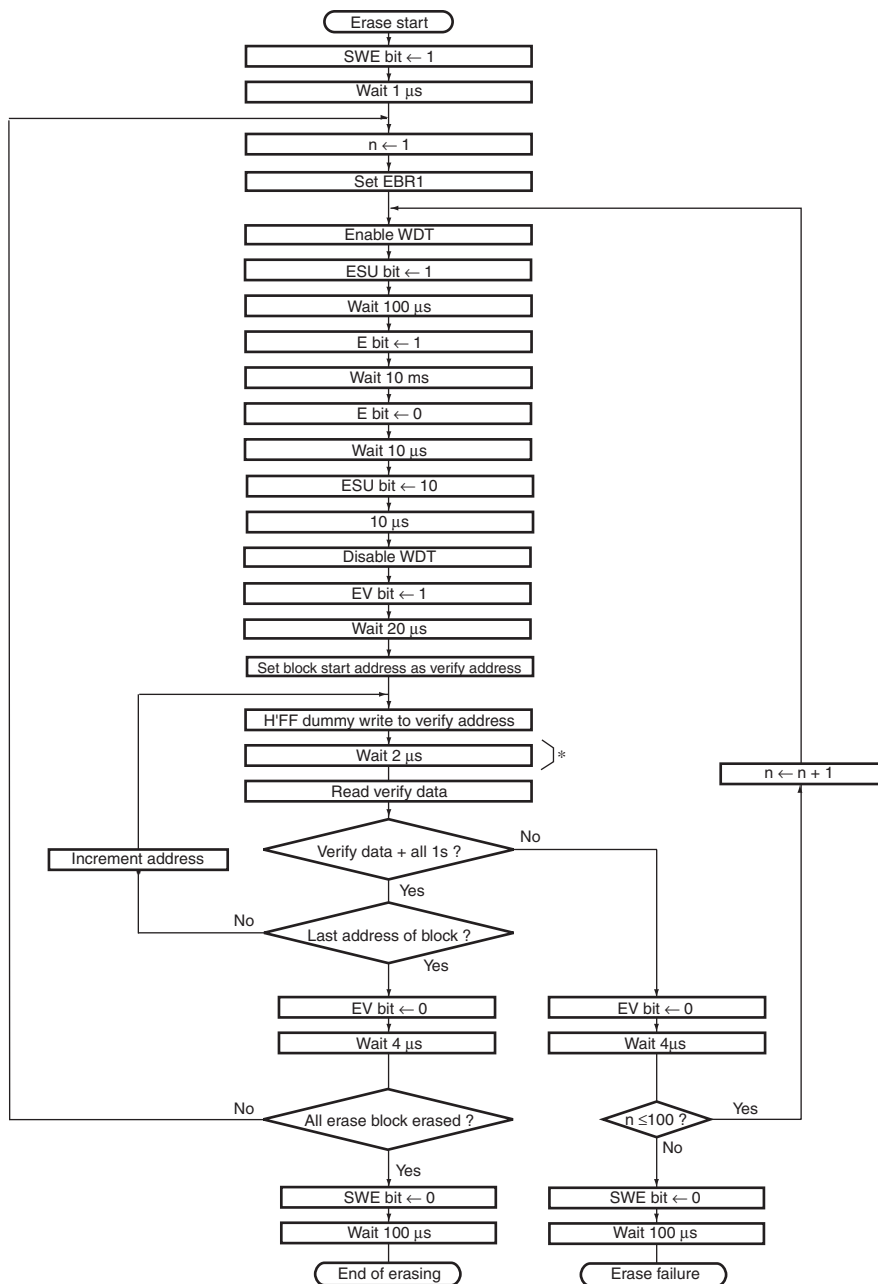 Erase start
SWE bit ← 1
Wait 1 µs
n ← 1
Set EBR1
Enable WDT
ESU bit ← 1
Wait 100 µs
E bit ← 1
Wait 10 ms
E bit ← 0
Wait 10 µs
ESU bit ← 10
10 µs
Disable WDT
EV bit ← 1
Wait 20 µs
Set block start address as verify address
H'FF dummy write to verify address
Wait 2 µs
*
n ← n + 1
Read verify data
No
Verify data + all 1s ?
Increment address
Yes
No
Last address of block ?
Yes
EV bit ← 0
EV bit ← 0
Wait 4 µs
Wait 4µs
No
All erase block erased ?
n ≤100 ?
Yes
Yes
No
SWE bit ← 0
SWE bit ← 0
Wait 100 µs
Wait 100 µs
End of erasing
Erase failure